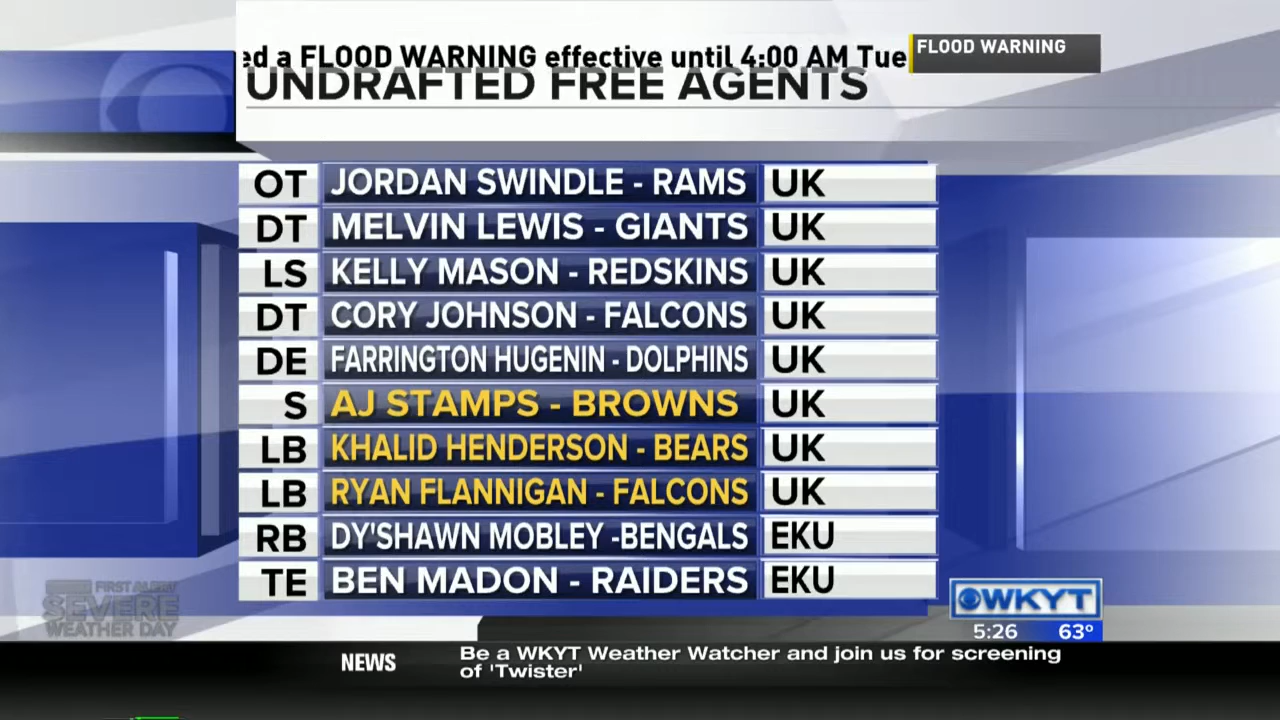 ed a FLOOD WARNING effective until 4:00 AM Tue
FLOOD WARNING
UNDRAFTED FREE AGENTS
OT JORDAN SWINDLE - RAMS UK
DT MELVIN LEWIS - GIANTS UK
LS KELLY MASON - REDSKINS UK
DT CORY JOHNSON - FALCONS UK
DE FARRINGTON HUGENIN - DOLPHINS UK
S AJ STAMPS - BROWNS UK
LB KHALID HENDERSON - BEARS UK
LB RYAN FLANNIGAN - FALCONS UK
RB DY'SHAWN MOBLEY -BENGALS EKU
TE BEN MADON - RAIDERS EKU
FIRST ALERT
SEVERE
WEATHER DAY
WKYT
5:26 63º
NEWS
Be a WKYT Weather Watcher and join us for screening
of 'Twister'